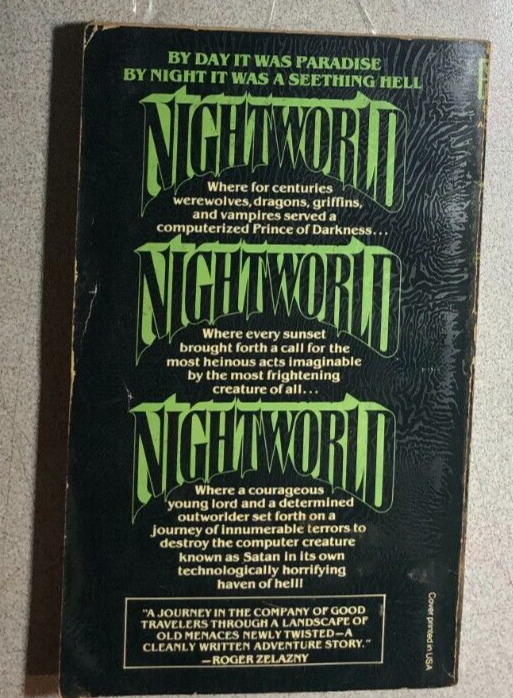 BY DAY IT WAS PARADISE
BY NIGHT IT WAS A SEETHING HELL
NIGHTWORLD
Where for centuries
werewolves, dragons, griffins,
and vampires served a
computerized Prince of Darkness...
NIGHTWORLD
Where every sunset
brought forth a call for the
most heinous acts imaginable
by the most frightening
creature of all...
NIGHTWORLD
Where a courageous
young lord and a determined
outworlder set forth on a
journey of innumerable terrors to
destroy the computer creature
known as Satan in its own
technologically horrifying
haven of hell!
"A JOURNEY IN THE COMPANY OF GOOD
TRAVELERS THROUGH A LANDSCAPE OF
OLD MENACES NEWLY TWISTED—A
CLEANLY WRITTEN ADVENTURE STORY."
—ROGER ZELAZNY
Cover printed in USA